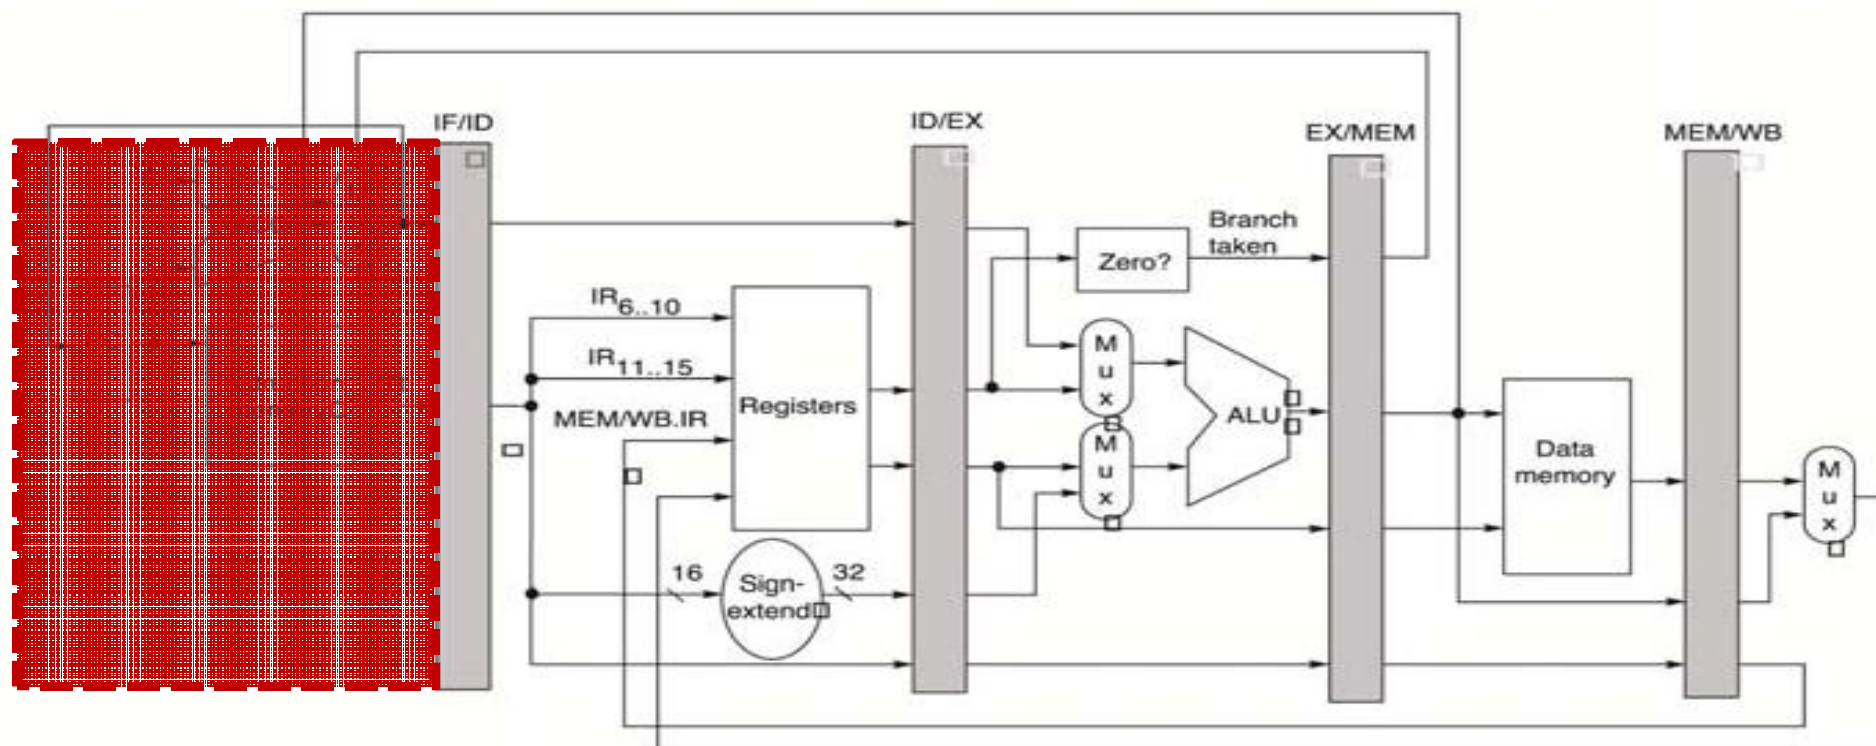 IF/ID
ID/EX
EX/MEM
MEM/WB
Branch
taken
Zero?
IR6..10
IR11..15
MEM/WB.IR
Registers
M
u
x
M
u
x
ALU
Data
memory
M
u
x
16
Sign-
extend
32